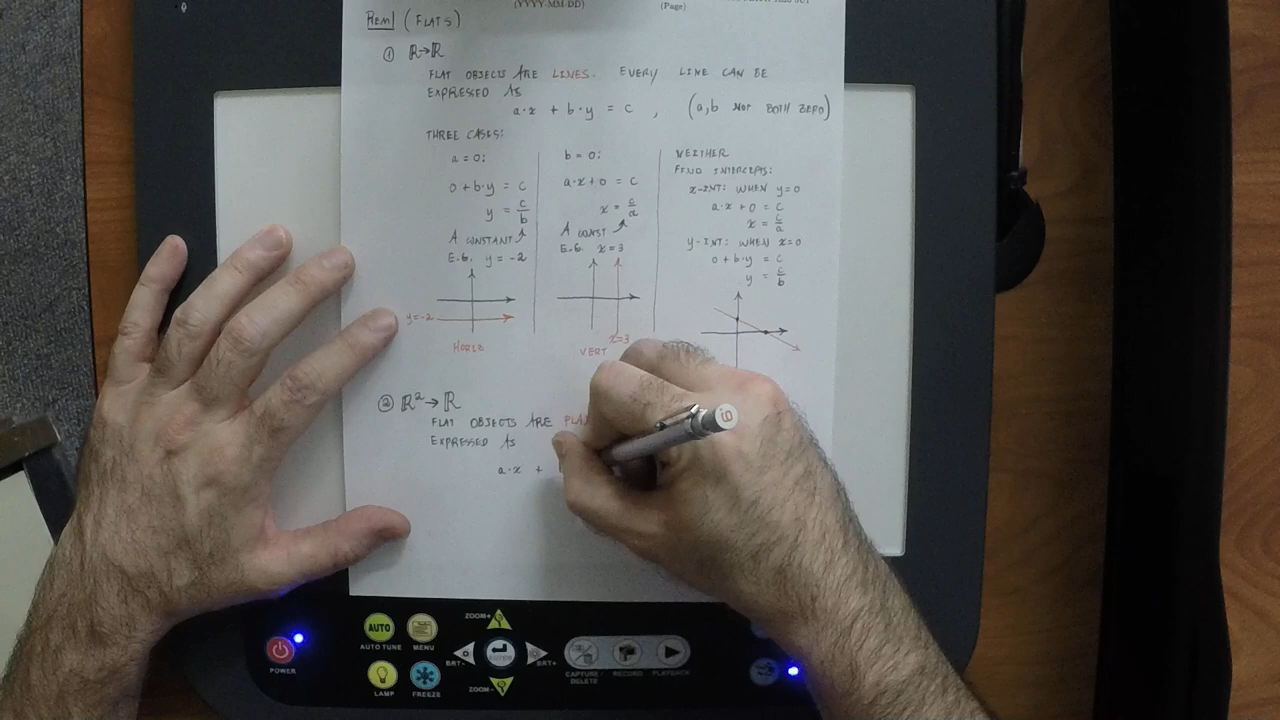 (YYYY-MM-DD)
(Page)
REM (FLATS)
① ℝ→ℝ
FLAT OBJECTS ARE LINES. EVERY LINE CAN BE
EXPRESSED AS
a·x + b·y = c , (a,b NOT BOTH ZERO)
THREE CASES:
a = 0:
0 + b·y = c
y = c/b
A CONSTANT
E.G. y = -2
y=-2
HORIZ
b = 0:
a·x + 0 = c
x = c/a
A CONST
E.G. x = 3
x=3
VERT
NEITHER
FIND INTERCEPTS:
x-INT: WHEN y=0
a·x + 0 = c
x = c/a
y-INT: WHEN x=0
0 + b·y = c
y = c/b
② ℝ² → ℝ
FLAT OBJECTS ARE
EXPRESSED AS
a·x +
POWER
AUTO
AUTO TUNE
MENU
LAMP
FREEZE
ZOOM+
BRT-
BRT+
ZOOM-
CAPTURE/
DELETE
RECORD
PLAYBACK